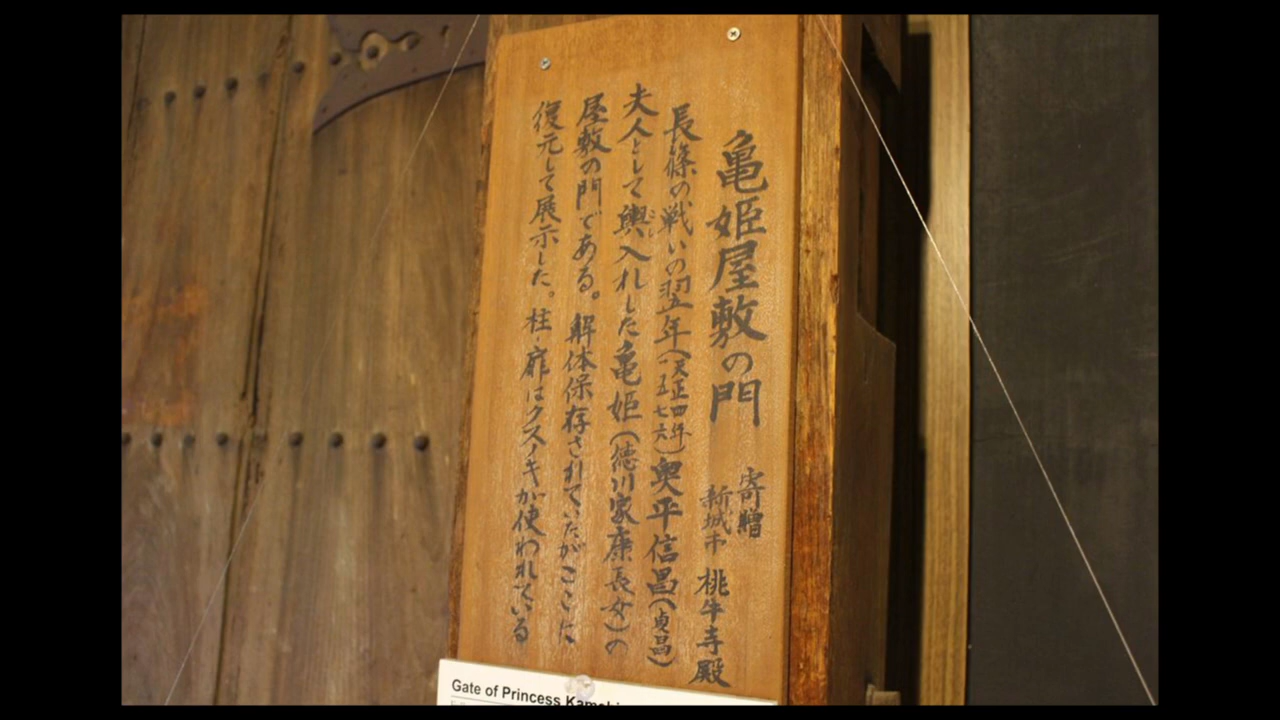 亀姫屋敷の門
寄贈
新城市 桃牛寺殿
長篠の戦いの翌年(天正四年 一五七六)奥平信昌(貞昌)
夫人として輿入れした亀姫(徳川家康長女)の
屋敷の門である。解体保存されていたがここに
復元して展示した。柱・扉はクスノキが使われている
Gate of Princess